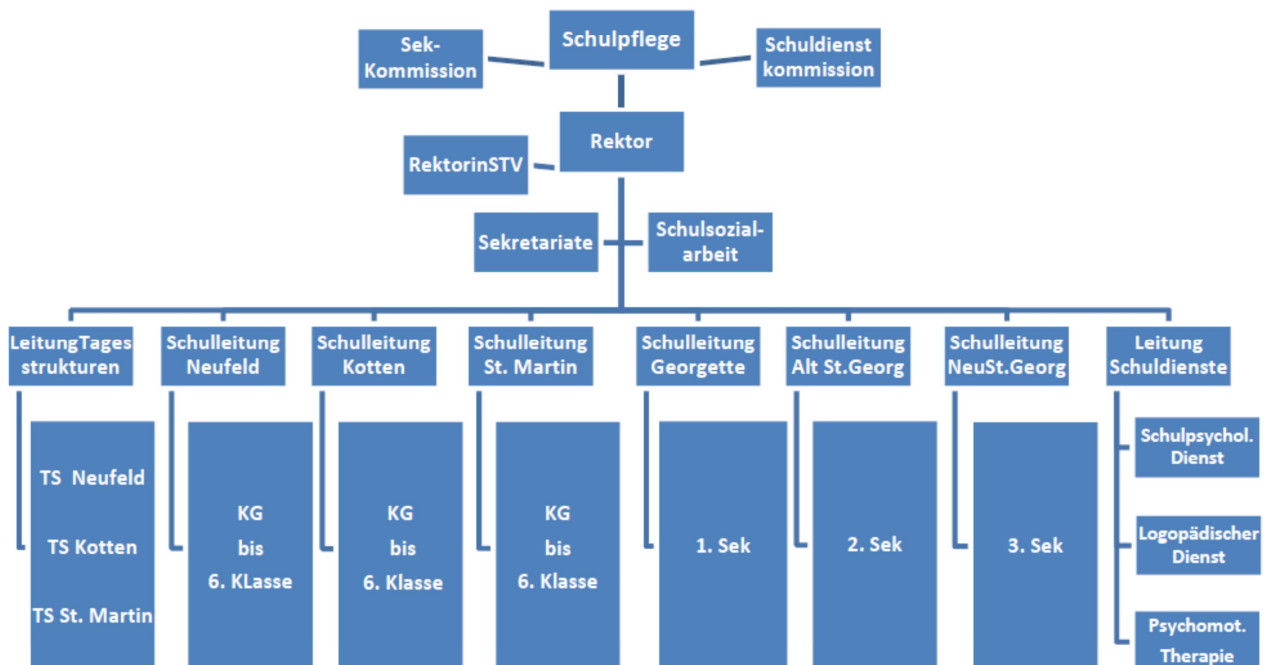 Schulpflege
Sek-
Kommission
Schuldienst
kommission
Rektor
RektorinSTV
Sekretariate
Schulsozial-
arbeit
LeitungTages
strukturen
Schulleitung
Neufeld
Schulleitung
Kotten
Schulleitung
St. Martin
Schulleitung
Georgette
Schulleitung
Alt St.Georg
Schulleitung
NeuSt.Georg
Leitung
Schuldienste
TS  Neufeld
TS Kotten
TS St. Martin
KG
bis
6. KLasse
KG
bis
6. Klasse
KG
bis
6. Klasse
1. Sek
2. Sek
3. Sek
Schulpsychol.
Dienst
Logopädischer
Dienst
Psychomot.
Therapie